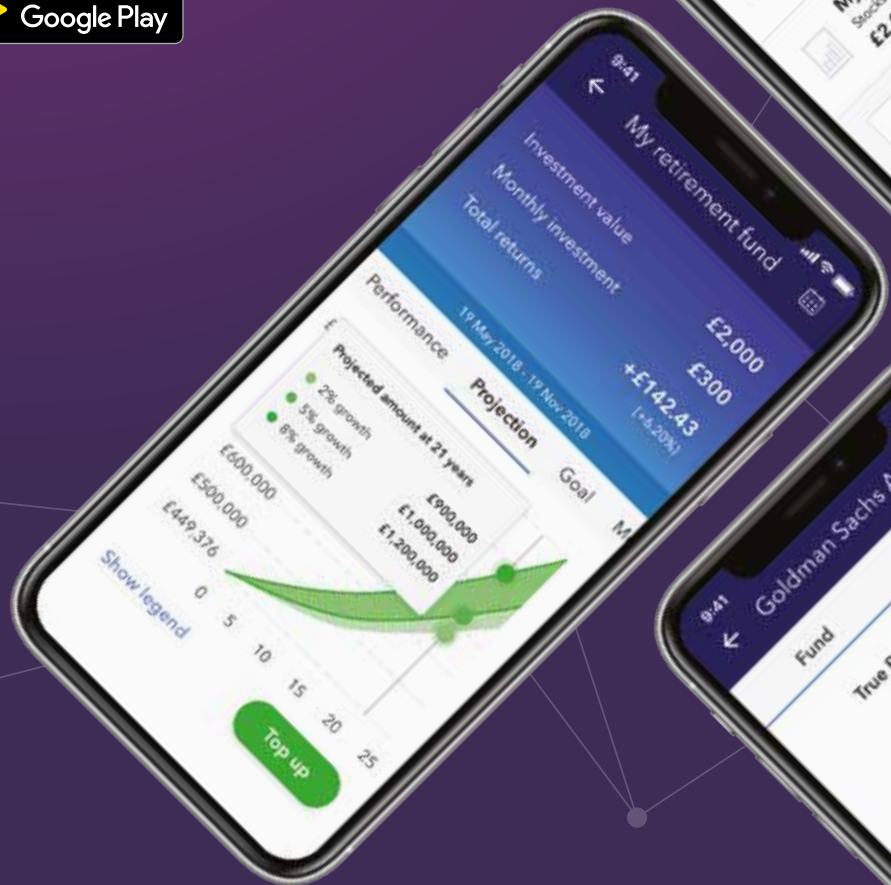 Google Play
9:41
My retirement fund
Investment value £2,000
Monthly investment £300
Total returns +£142.43
(+6.20%)
19 May 2018 - 19 Nov 2018
Performance Projection Goal
£
Projected amount at 21 years
2% growth £900,000
5% growth £1,000,000
8% growth £1,200,000
£600,000
£500,000
£449,376
0 5 10 15 20 25
Show legend
Top up
Stock
£2
9:41
Goldman Sachs A
Fund
True